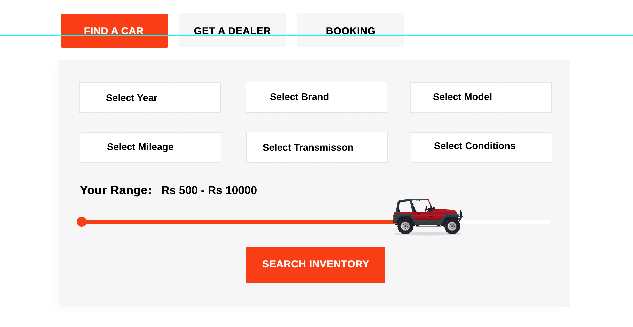 FIND A CAR GET A DEALER BOOKING
Select Year Select Brand Select Model
Select Mileage Select Transmisson Select Conditions
Your Range: Rs 500 - Rs 10000
SEARCH INVENTORY